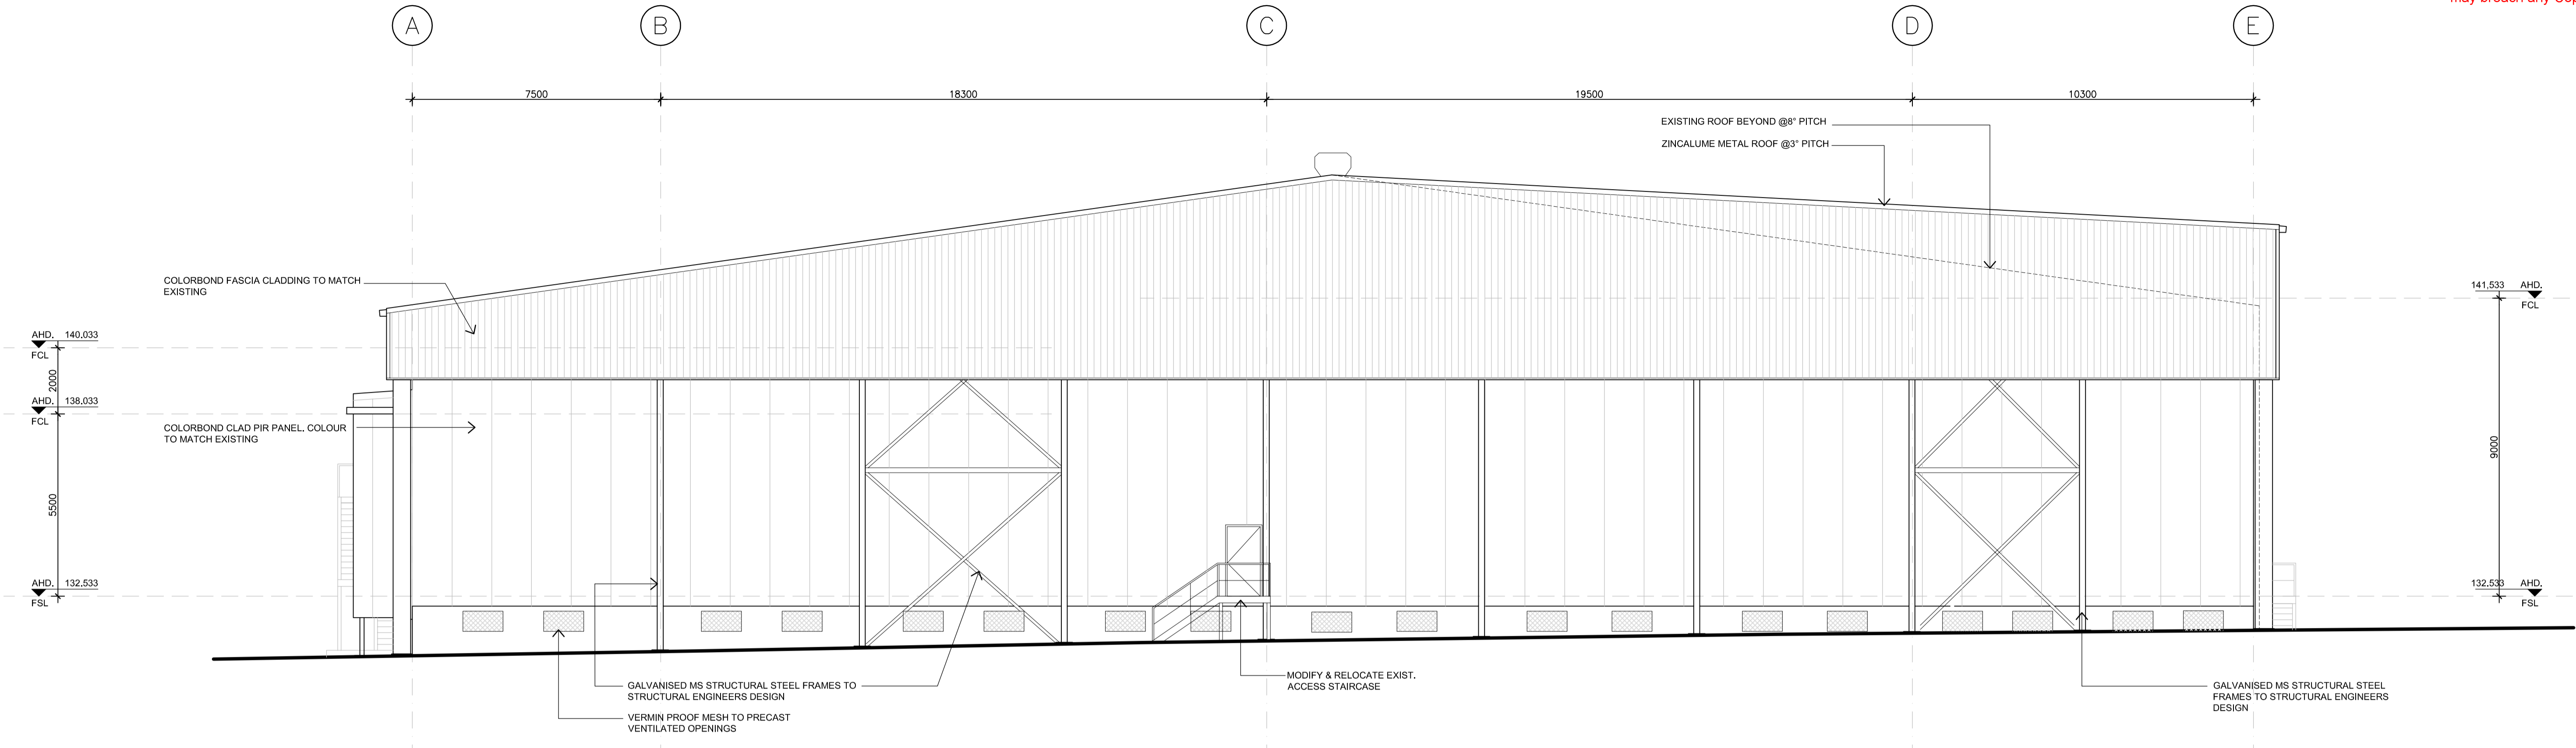 may breach any Cop
A
B
C
D
E
7500
18300
19500
10300
EXISTING ROOF BEYOND @8° PITCH
ZINCALUME METAL ROOF @3° PITCH
COLORBOND FASCIA CLADDING TO MATCH
EXISTING
141,533 AHD.
FCL
AHD. 140,033
FCL
2000
AHD. 138,033
FCL
COLORBOND CLAD PIR PANEL. COLOUR
TO MATCH EXISTING
9000
5500
AHD. 132,533
FSL
132,533 AHD.
FSL
GALVANISED MS STRUCTURAL STEEL FRAMES TO
STRUCTURAL ENGINEERS DESIGN
VERMIN PROOF MESH TO PRECAST
VENTILATED OPENINGS
MODIFY & RELOCATE EXIST.
ACCESS STAIRCASE
GALVANISED MS STRUCTURAL STEEL
FRAMES TO STRUCTURAL ENGINEERS
DESIGN